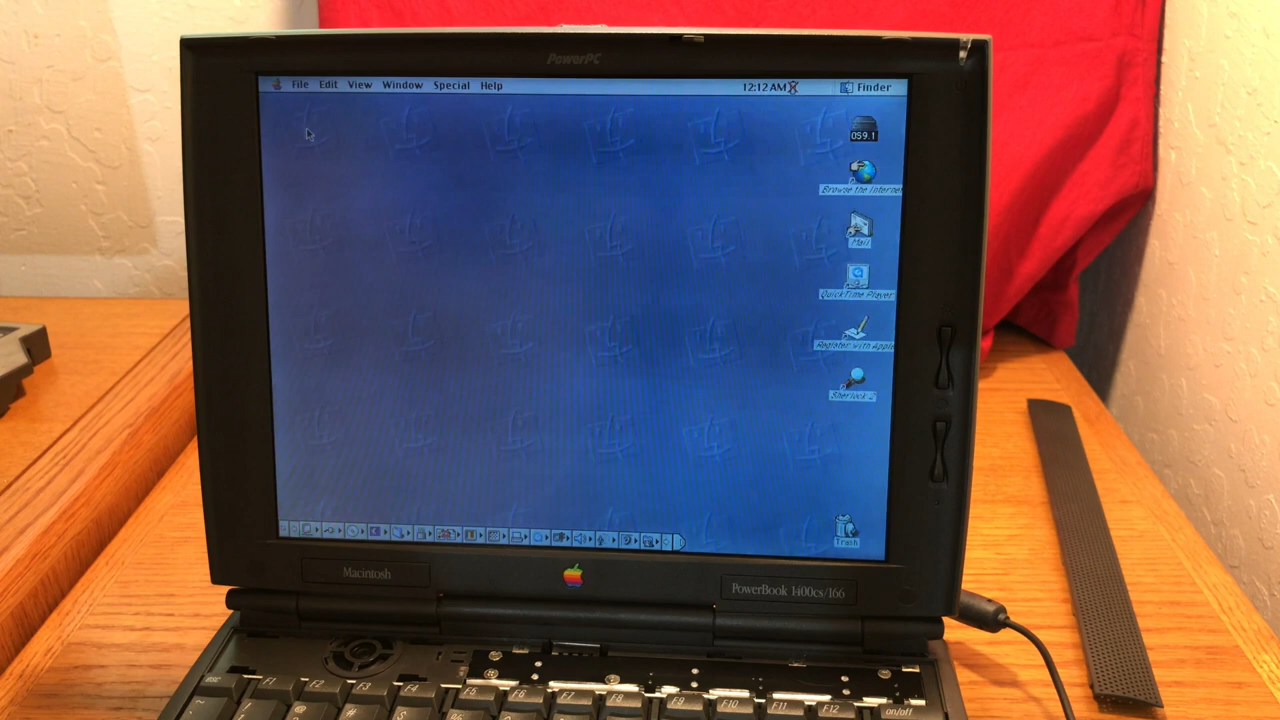 PowerPC
File Edit View Window Special Help 12:12 AM Finder
059.1
Browse the Internet
Mail
QuickTime Player
Register with Apple
Sherlock 2
Trash
Macintosh
PowerBook 1400cs/166
esc F1 F2 F3 F4 F5 F6 F7 F8 F9 F10 F11 F12 on/off
~ ! @ # $ %